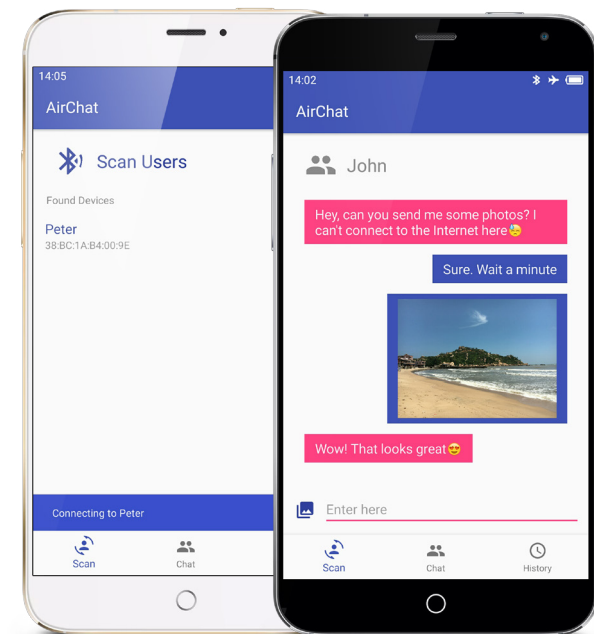 14:05
AirChat
Scan Users
Found Devices
Peter
38:BC:1A:B4:00:9E
Connecting to Peter
Scan
Chat
14:02
AirChat
John
Hey, can you send me some photos? I
can't connect to the Internet here😓
Sure. Wait a minute
Wow! That looks great😍
Enter here
Scan
Chat
History